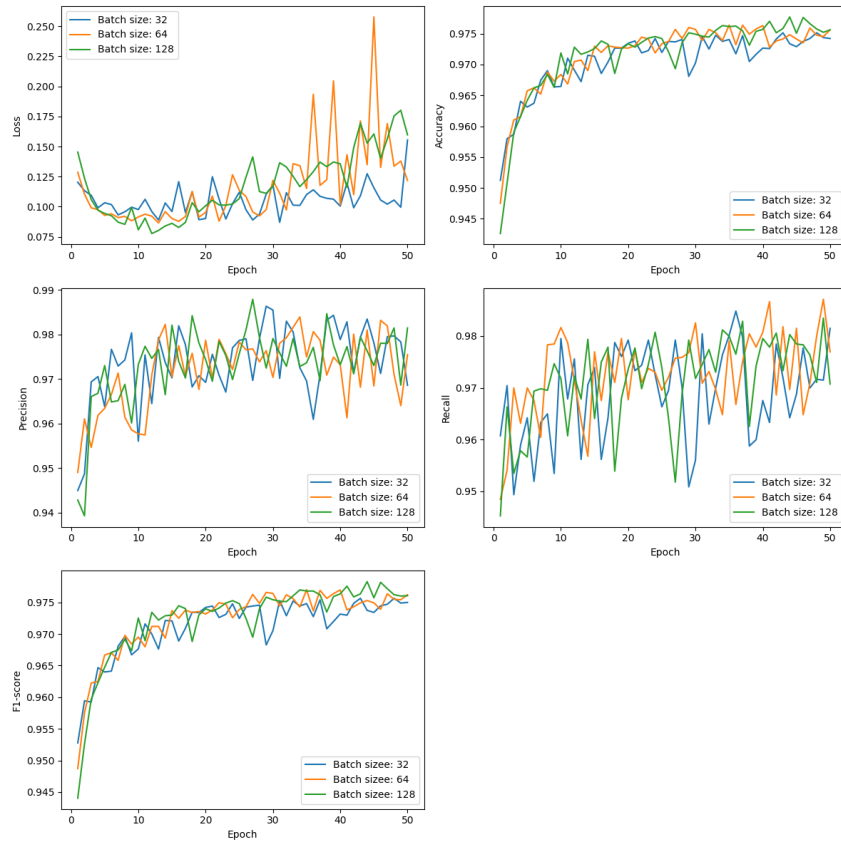 Batch size: 32
Batch size: 64
Batch size: 128
0.250
0.225
0.200
0.175
0.150
0.125
0.100
0.075
Loss
0
10
20
30
40
50
Epoch
0.975
0.970
0.965
0.960
0.955
0.950
0.945
Accuracy
Batch size: 32
Batch size: 64
Batch size: 128
0
10
20
30
40
50
Epoch
0.99
0.98
0.97
0.96
0.95
0.94
Precision
Batch size: 32
Batch size: 64
Batch size: 128
0
10
20
30
40
50
Epoch
0.98
0.97
0.96
0.95
Recall
Batch size: 32
Batch size: 64
Batch size: 128
0
10
20
30
40
50
Epoch
0.975
0.970
0.965
0.960
0.955
0.950
0.945
F1-score
Batch sizee: 32
Batch sizee: 64
Batch sizee: 128
0
10
20
30
40
50
Epoch